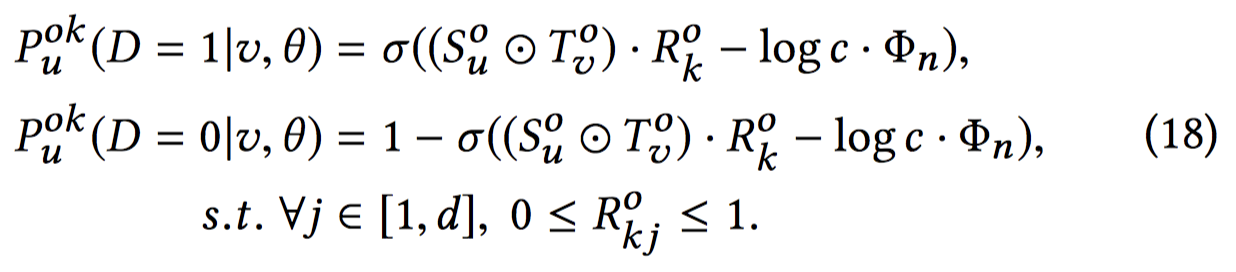 P_u^{ok}(D = 1|v, θ) = σ((S_u^o ⊙ T_v^o) · R_k^o − log c · Φ_n),
P_u^{ok}(D = 0|v, θ) = 1 − σ((S_u^o ⊙ T_v^o) · R_k^o − log c · Φ_n), (18)
s.t. ∀j ∈ [1, d], 0 ≤ R_{kj}^o ≤ 1.